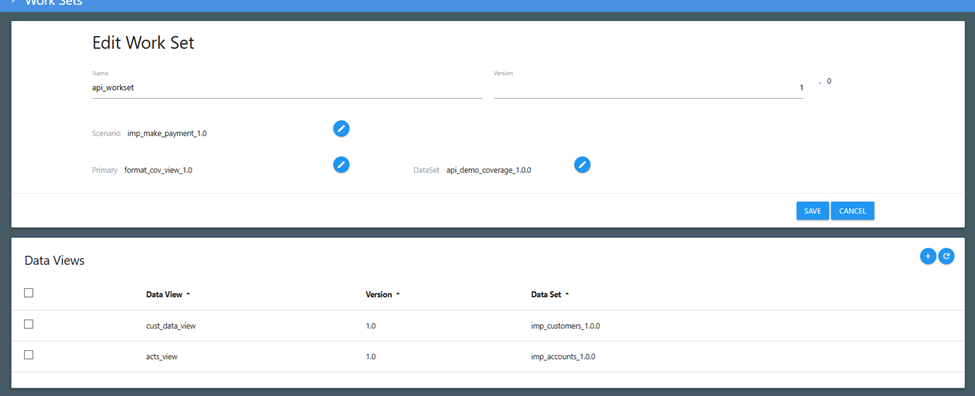 Work Sets
Edit Work Set
Name
Version
api_workset
1 . 0
Scenario imp_make_payment_1.0
Primary format_cov_view_1.0 DataSet api_demo_coverage_1.0.0
SAVE CANCEL
Data Views
Data View Version Data Set
cust_data_view 1.0 imp_customers_1.0.0
acts_view 1.0 imp_accounts_1.0.0